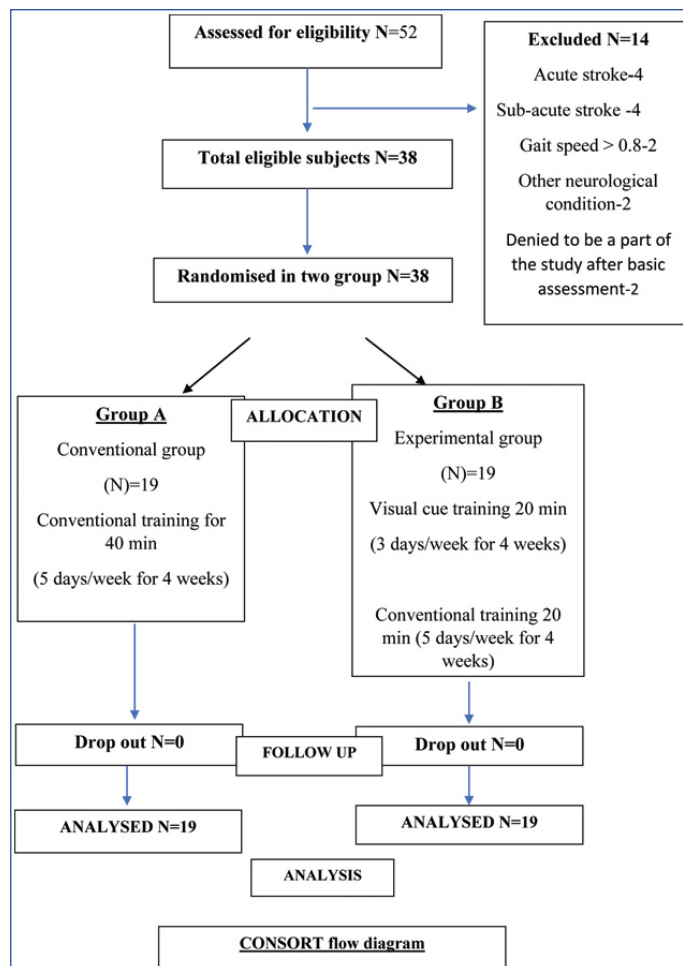 Assessed for eligibility N=52
Excluded N=14
Acute stroke-4
Sub-acute stroke -4
Gait speed > 0.8-2
Other neurological
condition-2
Denied to be a part of
the study after basic
assessment-2
Total eligible subjects N=38
Randomised in two group N=38
Group A
Conventional group
(N)=19
Conventional training for
40 min
(5 days/week for 4 weeks)
ALLOCATION
Group B
Experimental group
(N)=19
Visual cue training 20 min
(3 days/week for 4 weeks)
Conventional training 20
min (5 days/week for 4
weeks)
Drop out N=0
FOLLOW UP
Drop out N=0
ANALYSED N=19
ANALYSED N=19
ANALYSIS
CONSORT flow diagram